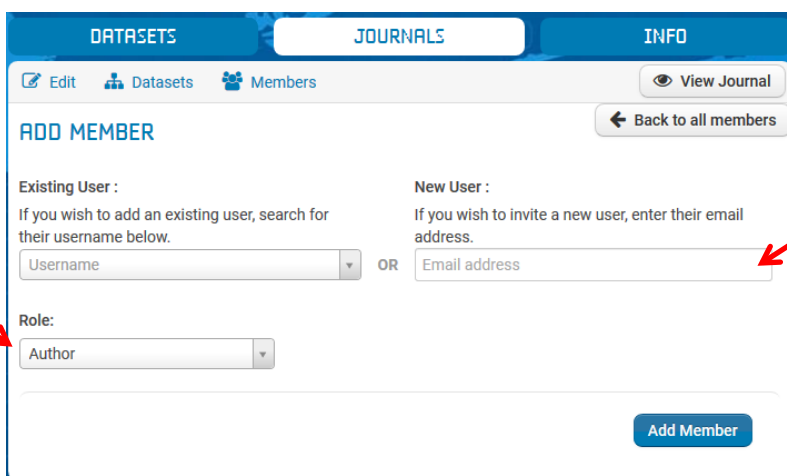 DATASETS JOURNALS INFO
Edit Datasets Members View Journal
Back to all members
ADD MEMBER
Existing User :
If you wish to add an existing user, search for
their username below.
Username
OR
New User :
If you wish to invite a new user, enter their email
address.
Email address
Role:
Author
Add Member